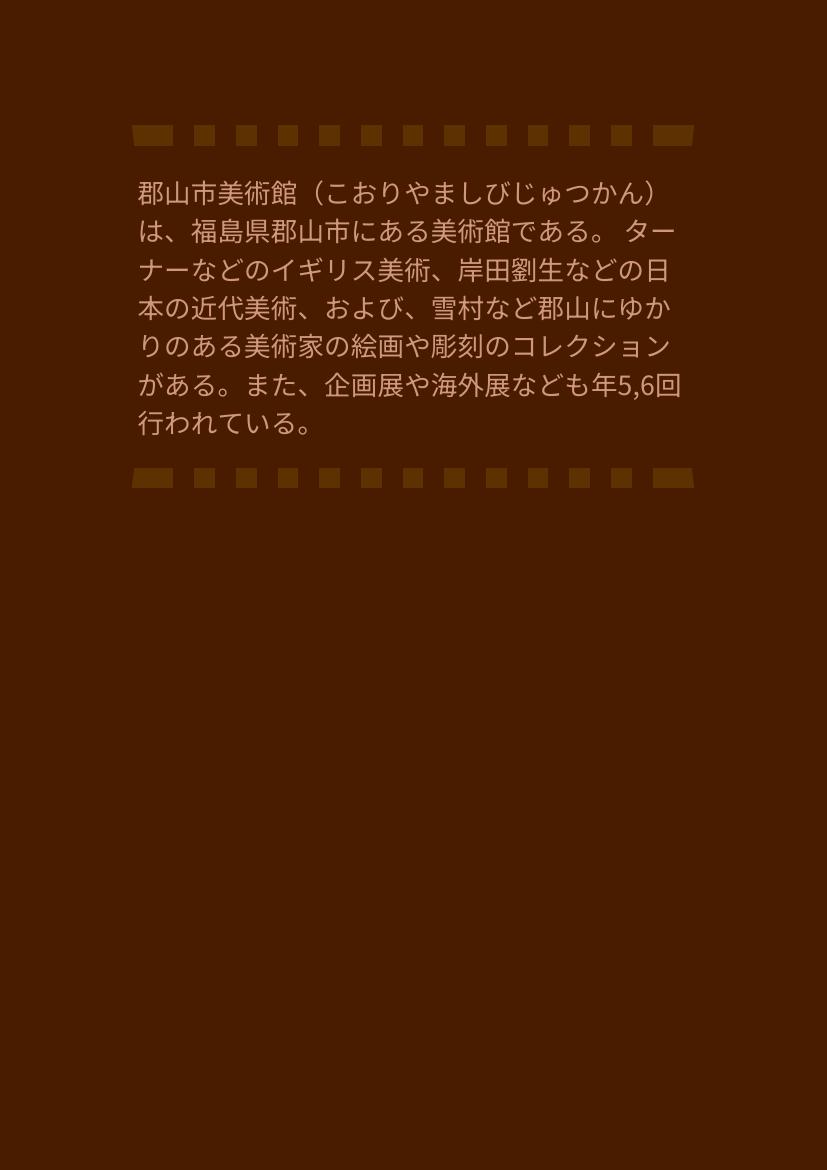 郡山市美術館（こおりやましびじゅつかん）
は、福島県郡山市にある美術館である。 ター
ナーなどのイギリス美術、岸田劉生などの日
本の近代美術、および、雪村など郡山にゆか
りのある美術家の絵画や彫刻のコレクション
がある。また、企画展や海外展なども年5,6回
行われている。